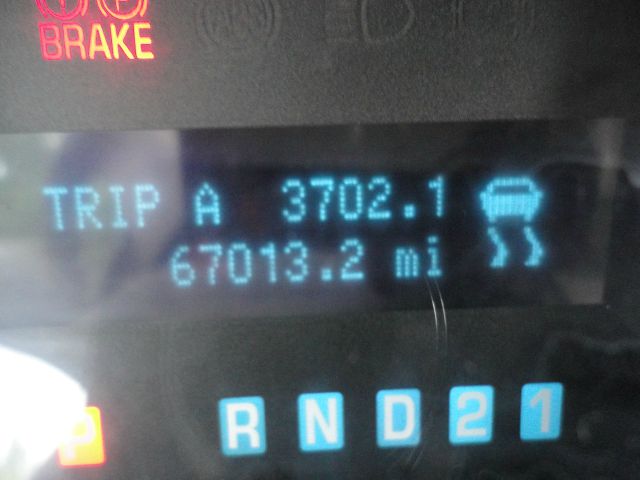 BRAKE
TRIP A 3702.1
67013.2 mi
P R N D 2 1